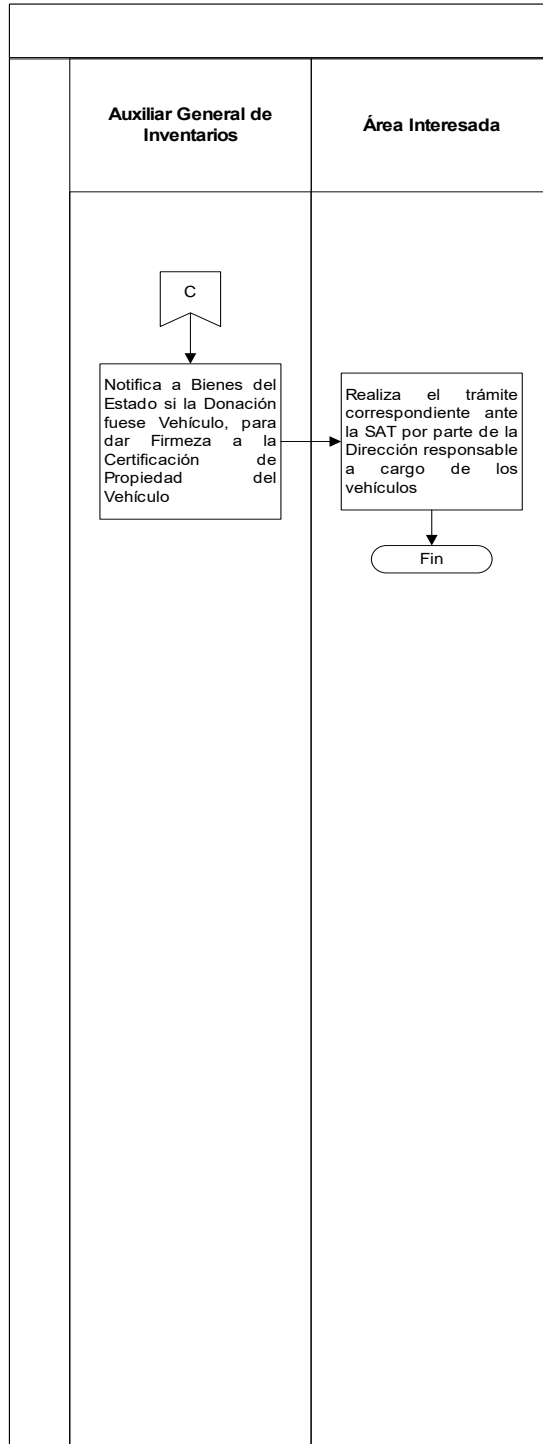 Auxiliar General de
Inventarios
Área Interesada
C
Notifica a Bienes del
Estado si la Donación
fuese Vehículo, para
dar Firmeza a la
Certificación de
Propiedad del
Vehículo
Realiza el trámite
correspondiente ante
la SAT por parte de la
Dirección responsable
a cargo de los
vehículos
Fin